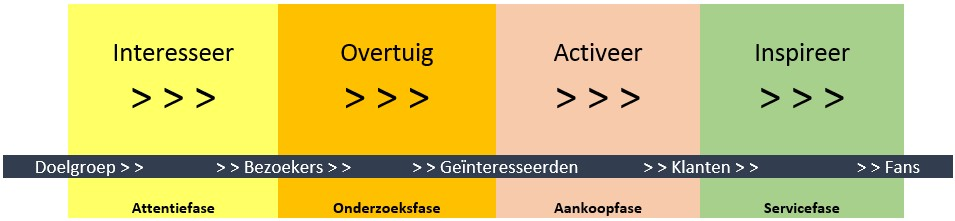 Interesseer Overtuig Activeer Inspireer
> > > > > > > > > > > >
Doelgroep > > > > Bezoekers > > > > Geïnteresseerden > > Klanten > > > > Fans
Attentiefase Onderzoeksfase Aankoopfase Servicefase